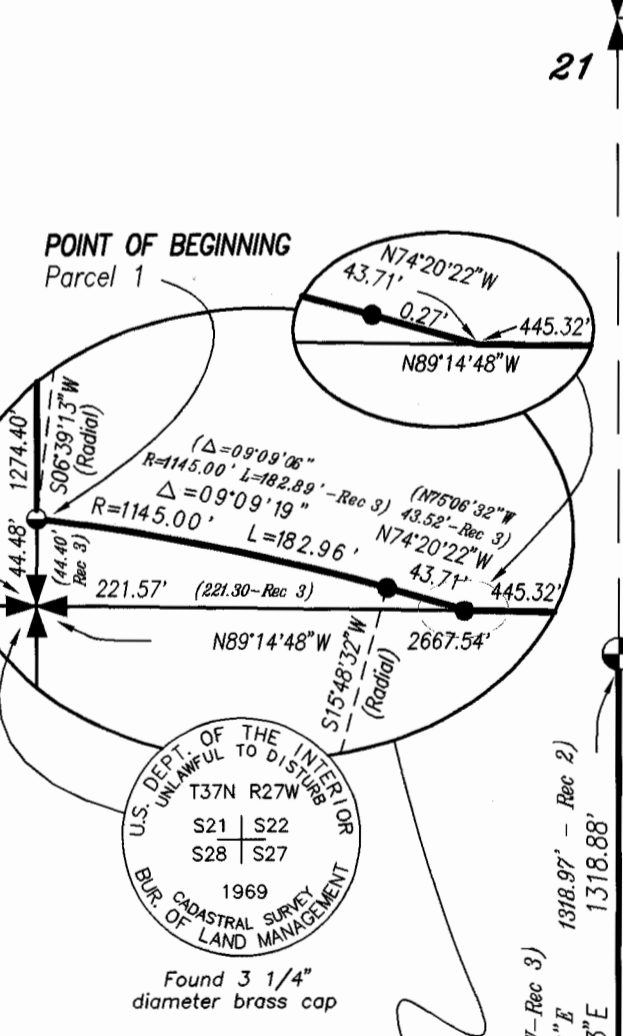 21
POINT OF BEGINNING
Parcel 1
N74°20'22"W
43.71'
0.27'
445.32'
N89°14'48"W
1274.40'
S06°39'13"W
(Radial)
(Δ=09°09'06"
R=1145.00' L=182.89'-Rec 3)
Δ=09°09'19"
R=1145.00'
L=182.96'
(N75°06'32"W
43.52'-Rec 3)
N74°20'22"W
43.71'
445.32'
44.48'
(44.40'
Rec 3)
221.57'
(221.30-Rec 3)
N89°14'48"W
2667.54'
S15°48'32"W
(Radial)
U.S. DEPT. OF THE INTERIOR
UNLAWFUL TO DISTURB
T37N R27W
S21 S22
S28 S27
1969
CADASTRAL SURVEY
BUR. OF LAND MANAGEMENT
Found 3 1/4"
diameter brass cap
1318.97' - Rec 2)
1318.88'
-Rec 3)
"E
"E